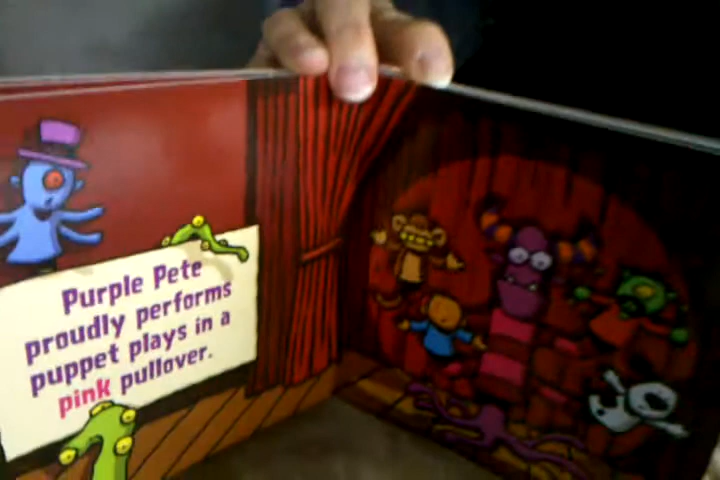 Purple Pete
proudly performs
puppet plays in a
pink pullover.